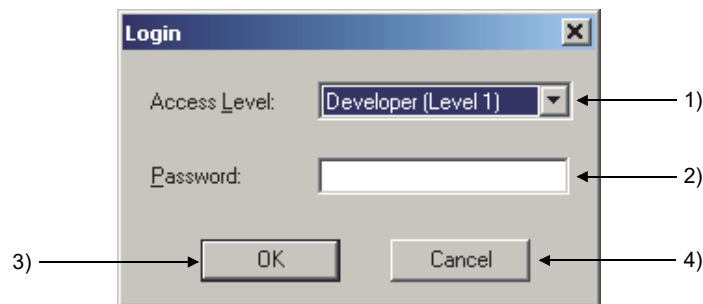 Login
Access Level: Developer (Level 1) 1)
Password: 2)
3) OK Cancel 4)